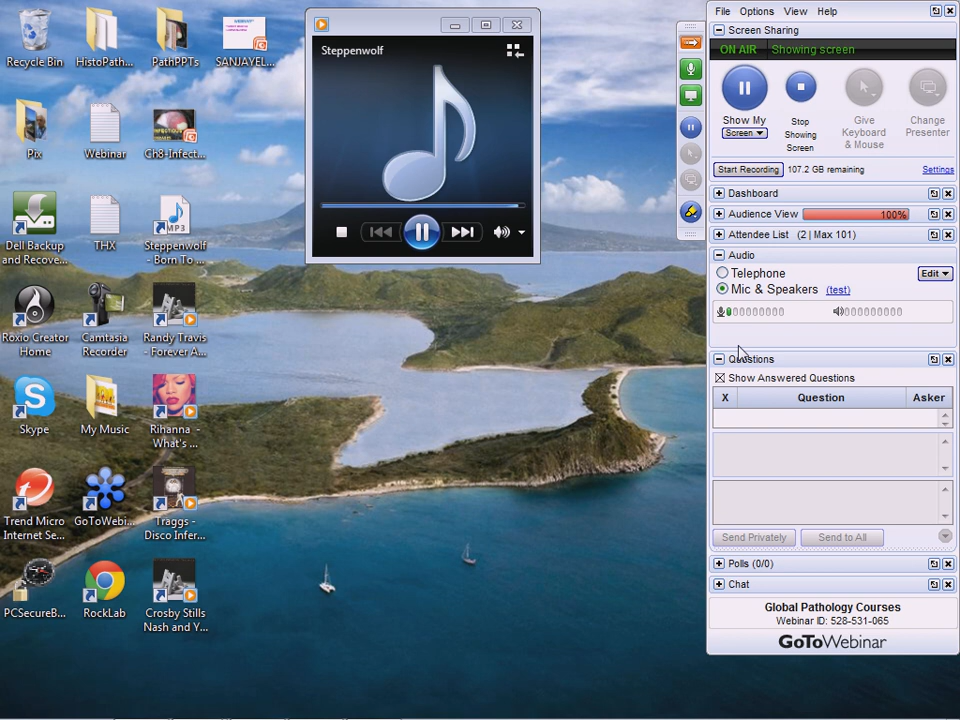 Recycle Bin
HistoPath...
PathPPTs
SANJAYEL...
Pix
Webinar
Ch8-Infect...
Dell Backup
and Recove...
THX
MP3
Steppenwolf
- Born To ...
Roxio Creator
Home
Camtasia
Recorder
Randy Travis
- Forever A...
Skype
My Music
Rihanna -
What's ...
Trend Micro
Internet Se...
GoToWebi...
Traggs -
Disco Infer...
PCSecureB...
RockLab
Crosby Stills
Nash and Y...
Steppenwolf
File Options View Help
Screen Sharing
ON AIR Showing screen
Show My
Screen
Stop
Showing
Screen
Give
Keyboard
& Mouse
Change
Presenter
Start Recording 107.2 GB remaining Settings
Dashboard
Audience View 100%
Attendee List (2 | Max 101)
Audio
Telephone Edit
Mic & Speakers (test)
Questions
Show Answered Questions
X Question Asker
Send Privately Send to All
Polls (0/0)
Chat
Global Pathology Courses
Webinar ID: 528-531-065
GoToWebinar